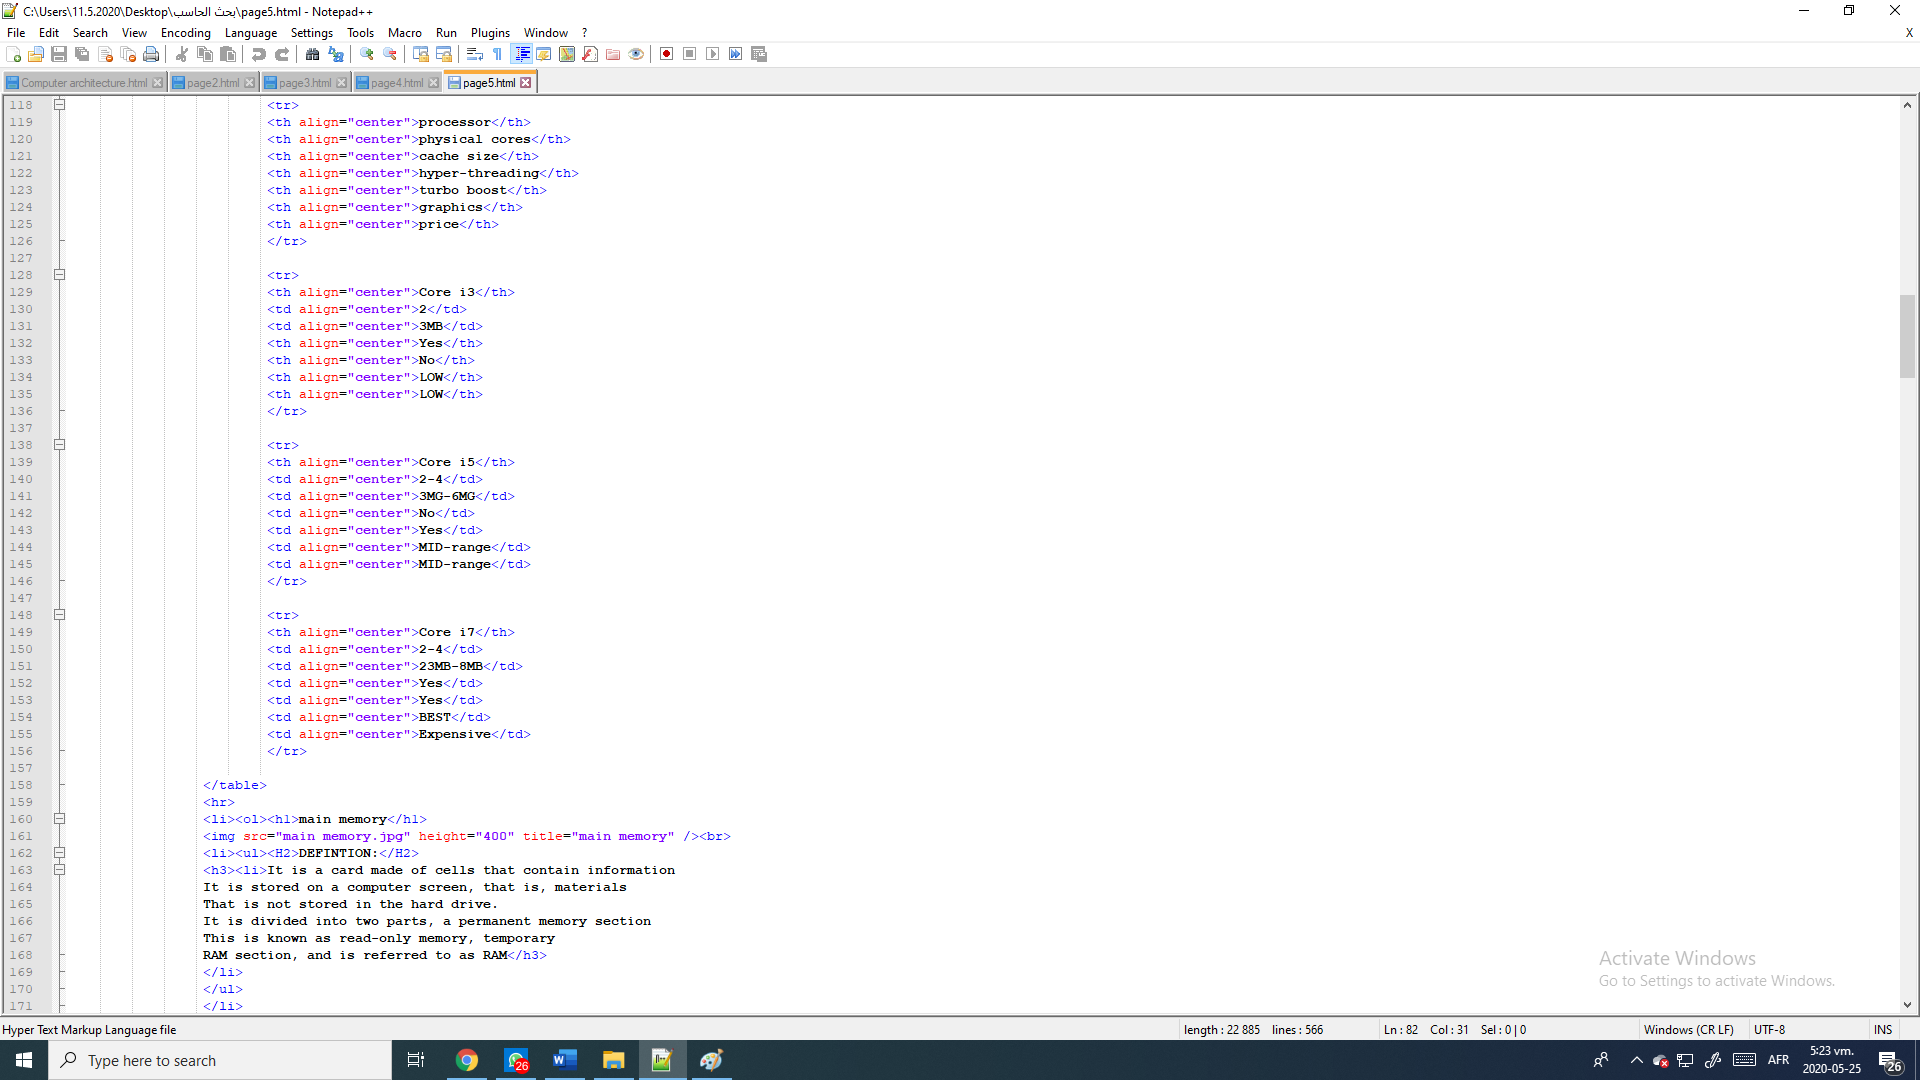 C:\Users\11.5.2020\Desktop\بحث الحاسب\page5.html - Notepad++
File Edit Search View Encoding Language Settings Tools Macro Run Plugins Window ? X
Computer architecture.html page2.html page3.html page4.html page5.html
118 <tr>
119 <th align="center">processor</th>
120 <th align="center">physical cores</th>
121 <th align="center">cache size</th>
122 <th align="center">hyper-threading</th>
123 <th align="center">turbo boost</th>
124 <th align="center">graphics</th>
125 <th align="center">price</th>
126 </tr>
127
128 <tr>
129 <th align="center">Core i3</th>
130 <td align="center">2</td>
131 <td align="center">3MB</td>
132 <th align="center">Yes</th>
133 <th align="center">No</th>
134 <th align="center">LOW</th>
135 <th align="center">LOW</th>
136 </tr>
137
138 <tr>
139 <th align="center">Core i5</th>
140 <td align="center">2-4</td>
141 <td align="center">3MG-6MG</td>
142 <td align="center">No</td>
143 <td align="center">Yes</td>
144 <td align="center">MID-range</td>
145 <td align="center">MID-range</td>
146 </tr>
147
148 <tr>
149 <th align="center">Core i7</th>
150 <td align="center">2-4</td>
151 <td align="center">23MB-8MB</td>
152 <td align="center">Yes</td>
153 <td align="center">Yes</td>
154 <td align="center">BEST</td>
155 <td align="center">Expensive</td>
156 </tr>
157
158 </table>
159 <hr>
160 <li><ol><h1>main memory</h1>
161 <img src="main memory.jpg" height="400" title="main memory" /><br>
162 <li><ul><H2>DEFINTION:</H2>
163 <h3><li>It is a card made of cells that contain information
164 It is stored on a computer screen, that is, materials
165 That is not stored in the hard drive.
166 It is divided into two parts, a permanent memory section
167 This is known as read-only memory, temporary
168 RAM section, and is referred to as RAM</h3>
169 </li>
170 </ul>
171 </li>
Activate Windows
Go to Settings to activate Windows.
Hyper Text Markup Language file length : 22 885 lines : 566 Ln : 82 Col : 31 Sel : 0 | 0 Windows (CR LF) UTF-8 INS
Type here to search 26 AFR 5:23 vm. 26
2020-05-25